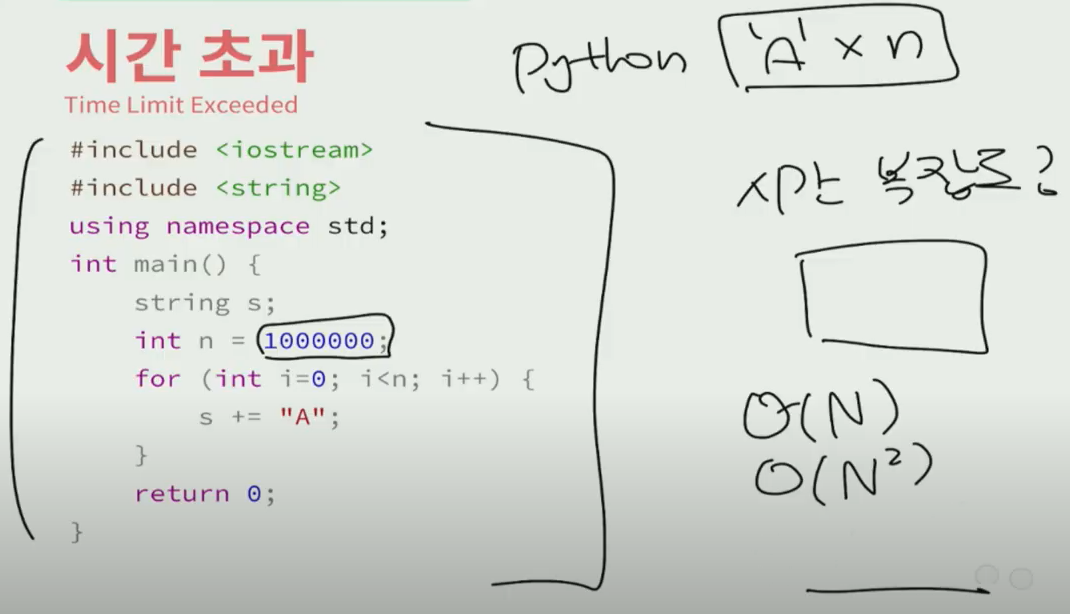 시간 초과
Time Limit Exceeded
#include <iostream>
#include <string>
using namespace std;
int main() {
    string s;
    int n = 1000000;
    for (int i=0; i<n; i++) {
        s += "A";
    }
    return 0;
}
Python 'A' × n
시간 복잡도?
O(N)
O(N²)